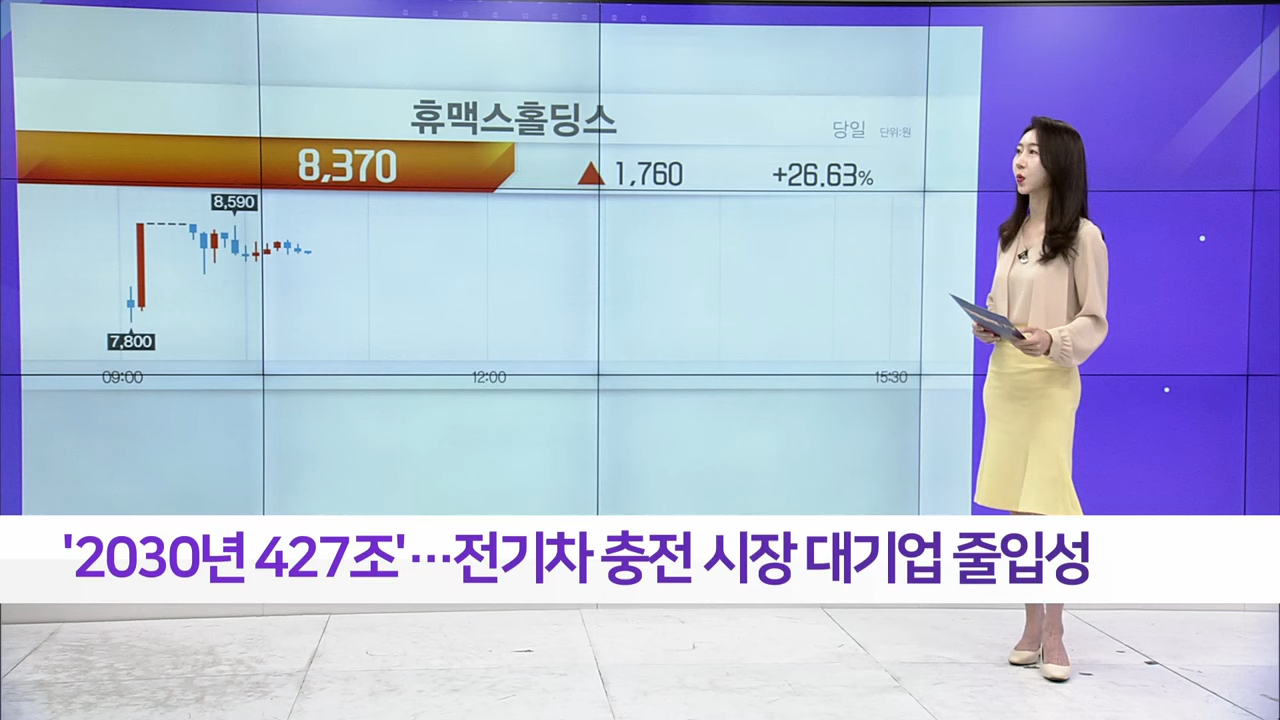 휴맥스홀딩스
당일 단위:원
8,370 ▲ 1,760 +26.63%
8,590
7,800
09:00 12:00 15:30
'2030년 427조'…전기차 충전 시장 대기업 줄입성